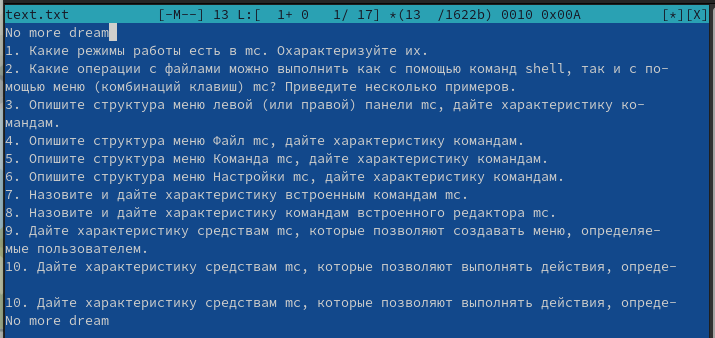 text.txt [-M--] 13 L:[ 1+ 0 1/ 17] *(13 /1622b) 0010 0x00A [*][X]
No more dream
1. Какие режимы работы есть в mc. Охарактеризуйте их.
2. Какие операции с файлами можно выполнить как с помощью команд shell, так и с по–
мощью меню (комбинаций клавиш) mc? Приведите несколько примеров.
3. Опишите структура меню левой (или правой) панели mc, дайте характеристику ко–
мандам.
4. Опишите структура меню Файл mc, дайте характеристику командам.
5. Опишите структура меню Команда mc, дайте характеристику командам.
6. Опишите структура меню Настройки mc, дайте характеристику командам.
7. Назовите и дайте характеристику встроенным командам mc.
8. Назовите и дайте характеристику командам встроенного редактора mc.
9. Дайте характеристику средствам mc, которые позволяют создавать меню, определяе–
мые пользователем.
10. Дайте характеристику средствам mc, которые позволяют выполнять действия, опреде–
10. Дайте характеристику средствам mc, которые позволяют выполнять действия, опреде–
No more dream